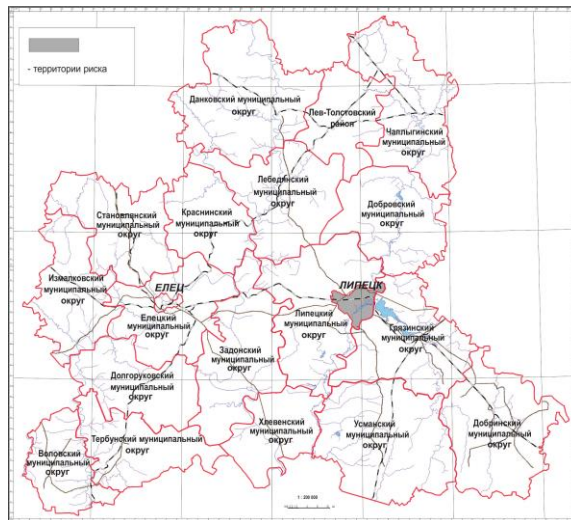 - территории риска
Данковский муниципальный
округ
Лев-Толстовский
район
Чаплыгинский
муниципальный
округ
Лебедянский
муниципальный
округ
Добровский
муниципальный
округ
Становлянский
муниципальный
округ
Краснинский
муниципальный
округ
Измалковский
муниципальный
округ
ЕЛЕЦ
Елецкий
муниципальный
округ
ЛИПЕЦК
Липецкий
муниципальный
округ
Грязинский
муниципальный
округ
Задонский
муниципальный
округ
Долгоруковский
муниципальный
округ
Воловский
муниципальный
округ
Тербунский муниципальный
округ
Хлевенский
муниципальный
округ
Усманский
муниципальный
округ
Добринский
муниципальный
округ
1 : 200 000